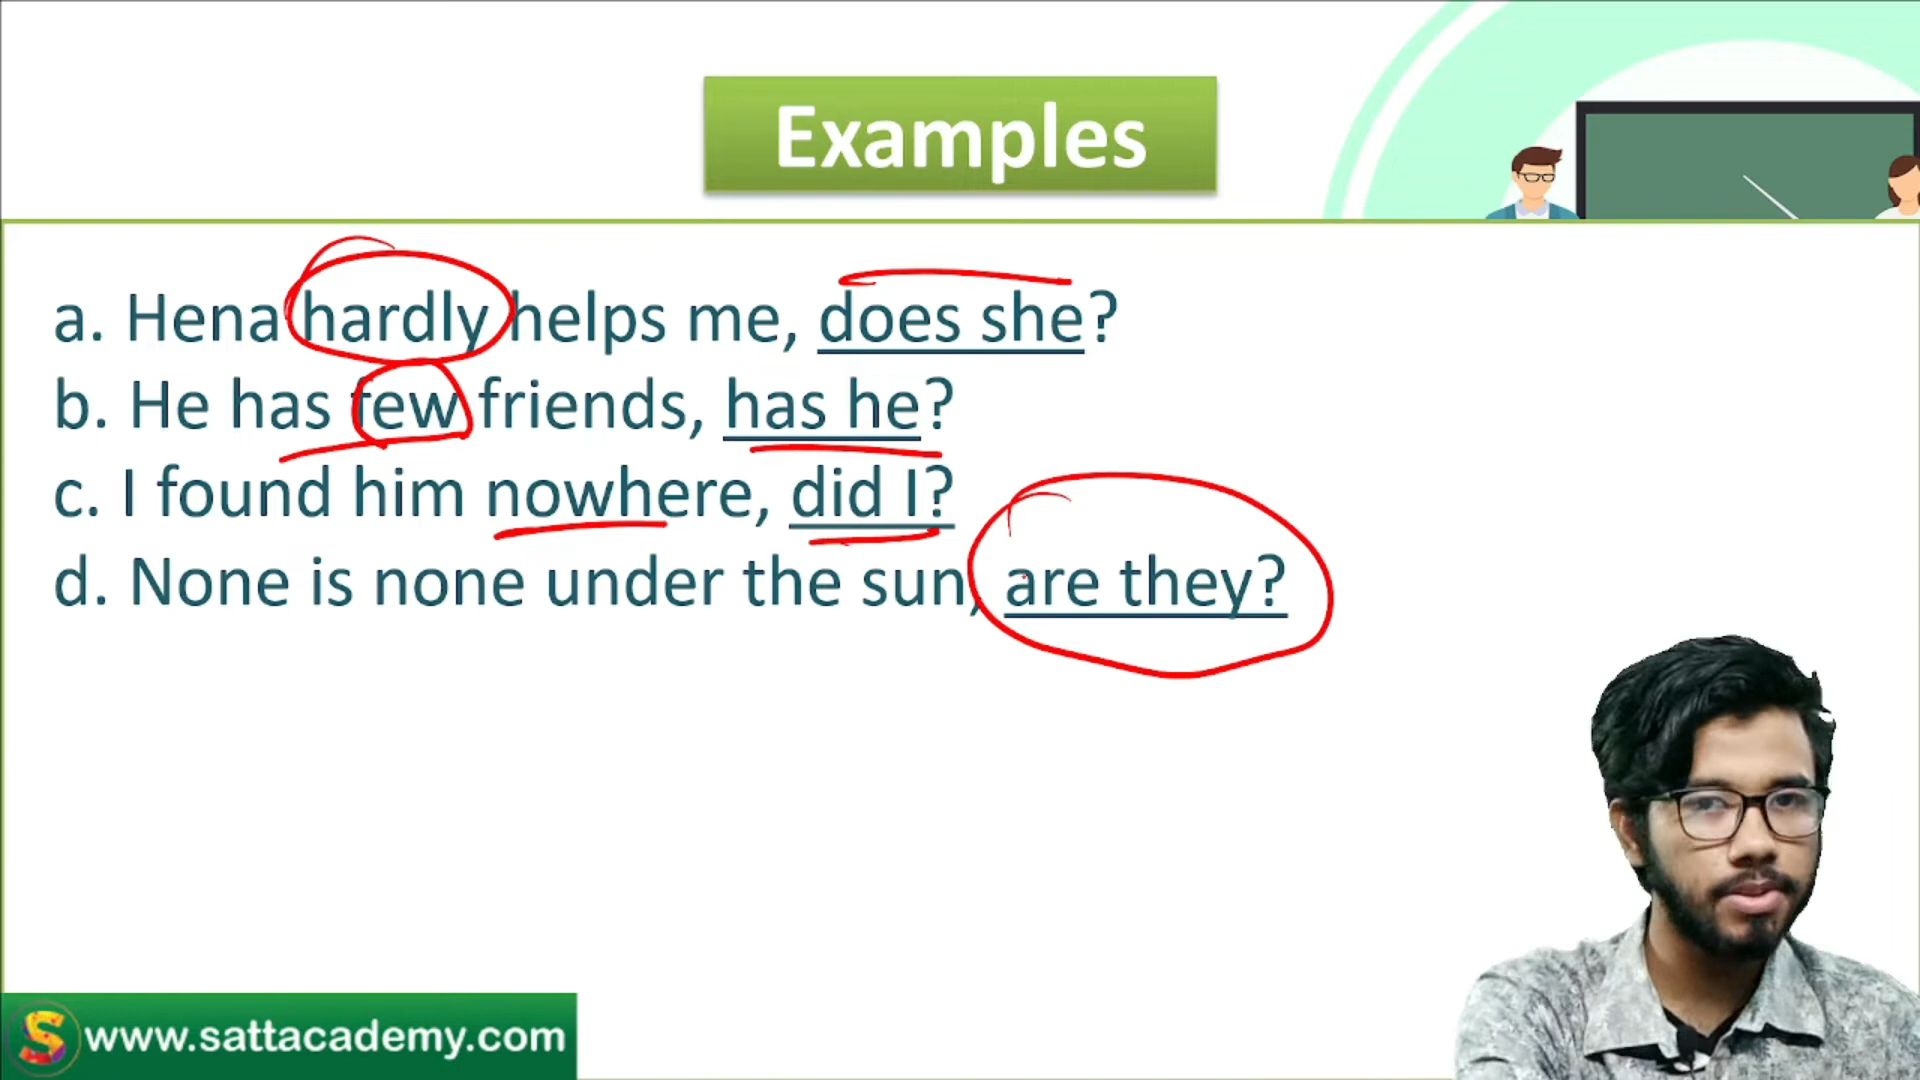 Examples
a. Hena hardly helps me, does she?
b. He has few friends, has he?
c. I found him nowhere, did I?
d. None is none under the sun, are they?
S www.sattacademy.com